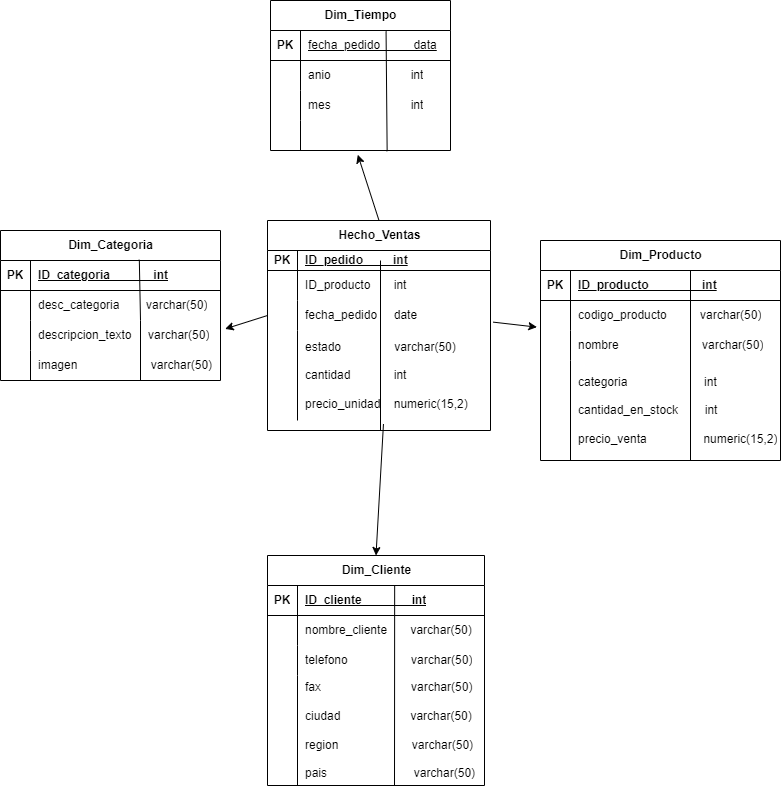 Dim_Tiempo
PK fecha_pedido data
anio int
mes int
Dim_Categoria
PK ID_categoria int
desc_categoria varchar(50)
descripcion_texto varchar(50)
imagen varchar(50)
Hecho_Ventas
PK ID_pedido int
ID_producto int
fecha_pedido date
estado varchar(50)
cantidad int
precio_unidad numeric(15,2)
Dim_Producto
PK ID_producto int
codigo_producto varchar(50)
nombre varchar(50)
categoria int
cantidad_en_stock int
precio_venta numeric(15,2)
Dim_Cliente
PK ID_cliente int
nombre_cliente varchar(50)
telefono varchar(50)
fax varchar(50)
ciudad varchar(50)
region varchar(50)
pais varchar(50)